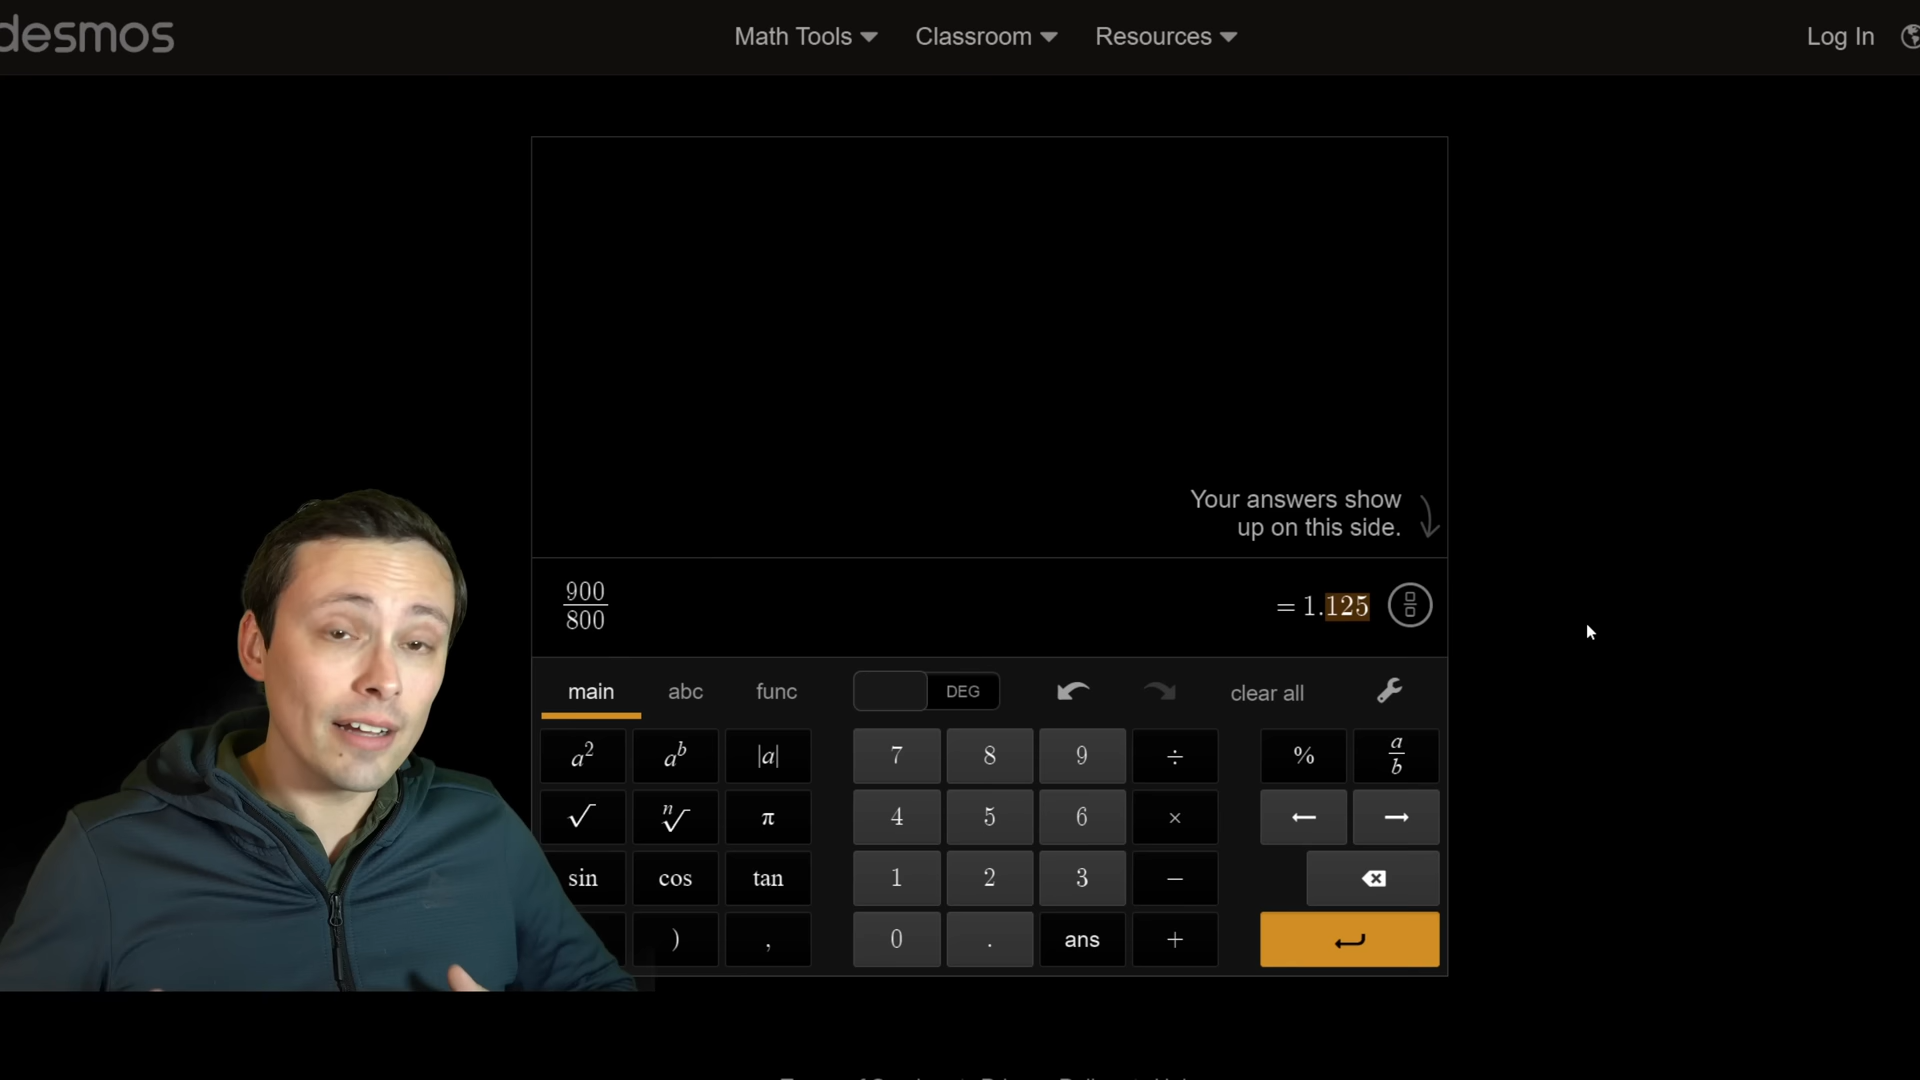 desmos
Math Tools Classroom Resources
Log In
Your answers show
up on this side.
900
800
= 1.125
main abc func DEG clear all
a² aᵇ |a| 7 8 9 ÷ % a/b
√ ⁿ√ π 4 5 6 × ← →
sin cos tan 1 2 3 −
) , 0 . ans +